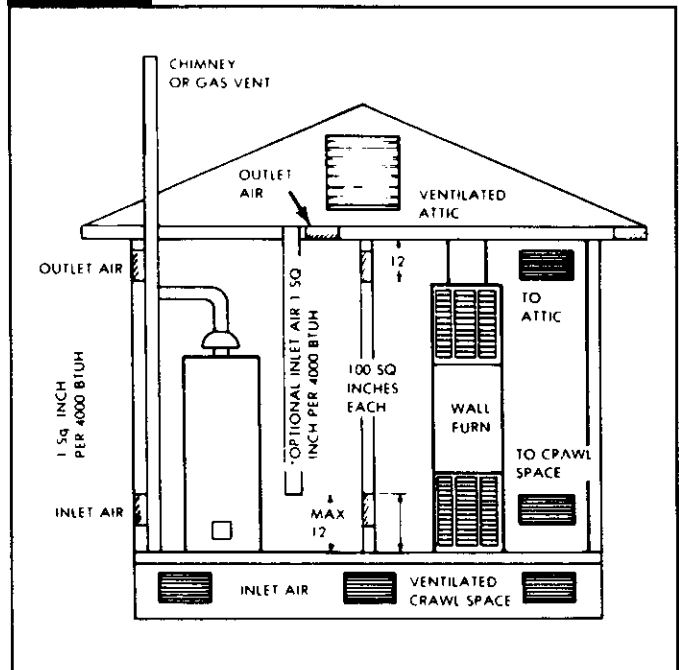 CHIMNEY
OR GAS VENT
OUTLET
AIR
VENTILATED
ATTIC
OUTLET AIR
12
TO
ATTIC
1 Sq. INCH
PER 4000 BTUH
*OPTIONAL INLET AIR 1 SQ
INCH PER 4000 BTUH
100 SQ
INCHES
EACH
WALL
FURN
TO CRAWL
SPACE
INLET AIR
MAX
12
INLET AIR
VENTILATED
CRAWL SPACE